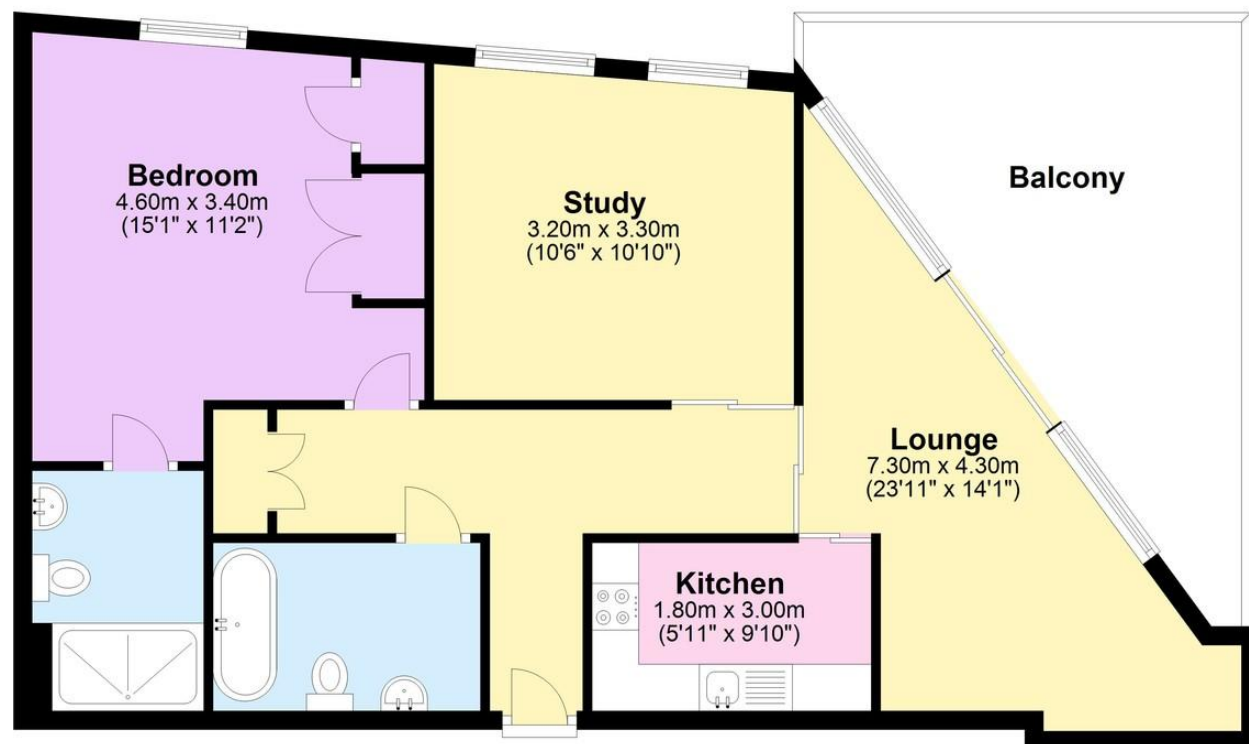 Bedroom
4.60m x 3.40m
(15'1" x 11'2")
Study
3.20m x 3.30m
(10'6" x 10'10")
Balcony
Lounge
7.30m x 4.30m
(23'11" x 14'1")
Kitchen
1.80m x 3.00m
(5'11" x 9'10")